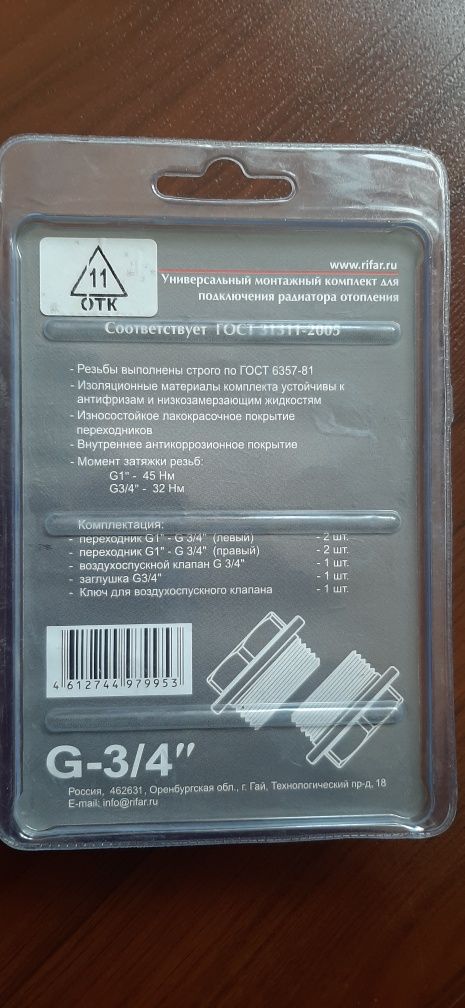 11
ОТК
www.rifar.ru
Универсальный монтажный комплект для
подключения радиатора отопления
Соответствует ГОСТ 31311-2005
- Резьбы выполнены строго по ГОСТ 6357-81
- Изоляционные материалы комплекта устойчивы к
антифризам и низкозамерзающим жидкостям
- Износостойкое лакокрасочное покрытие
переходников
- Внутреннее антикоррозионное покрытие
- Момент затяжки резьб:
G1" - 45 Нм
G3/4" - 32 Нм
Комплектация:
- переходник G1" - G 3/4" (левый) - 2 шт.
- переходник G1" - G 3/4" (правый) - 2 шт.
- воздухоспускной клапан G 3/4" - 1 шт.
- заглушка G3/4" - 1 шт.
- Ключ для воздухоспускного клапана - 1 шт.
4 612744 979953
G-3/4"
Россия, 462631, Оренбургская обл., г. Гай, Технологический пр-д, 18
E-mail: info@rifar.ru